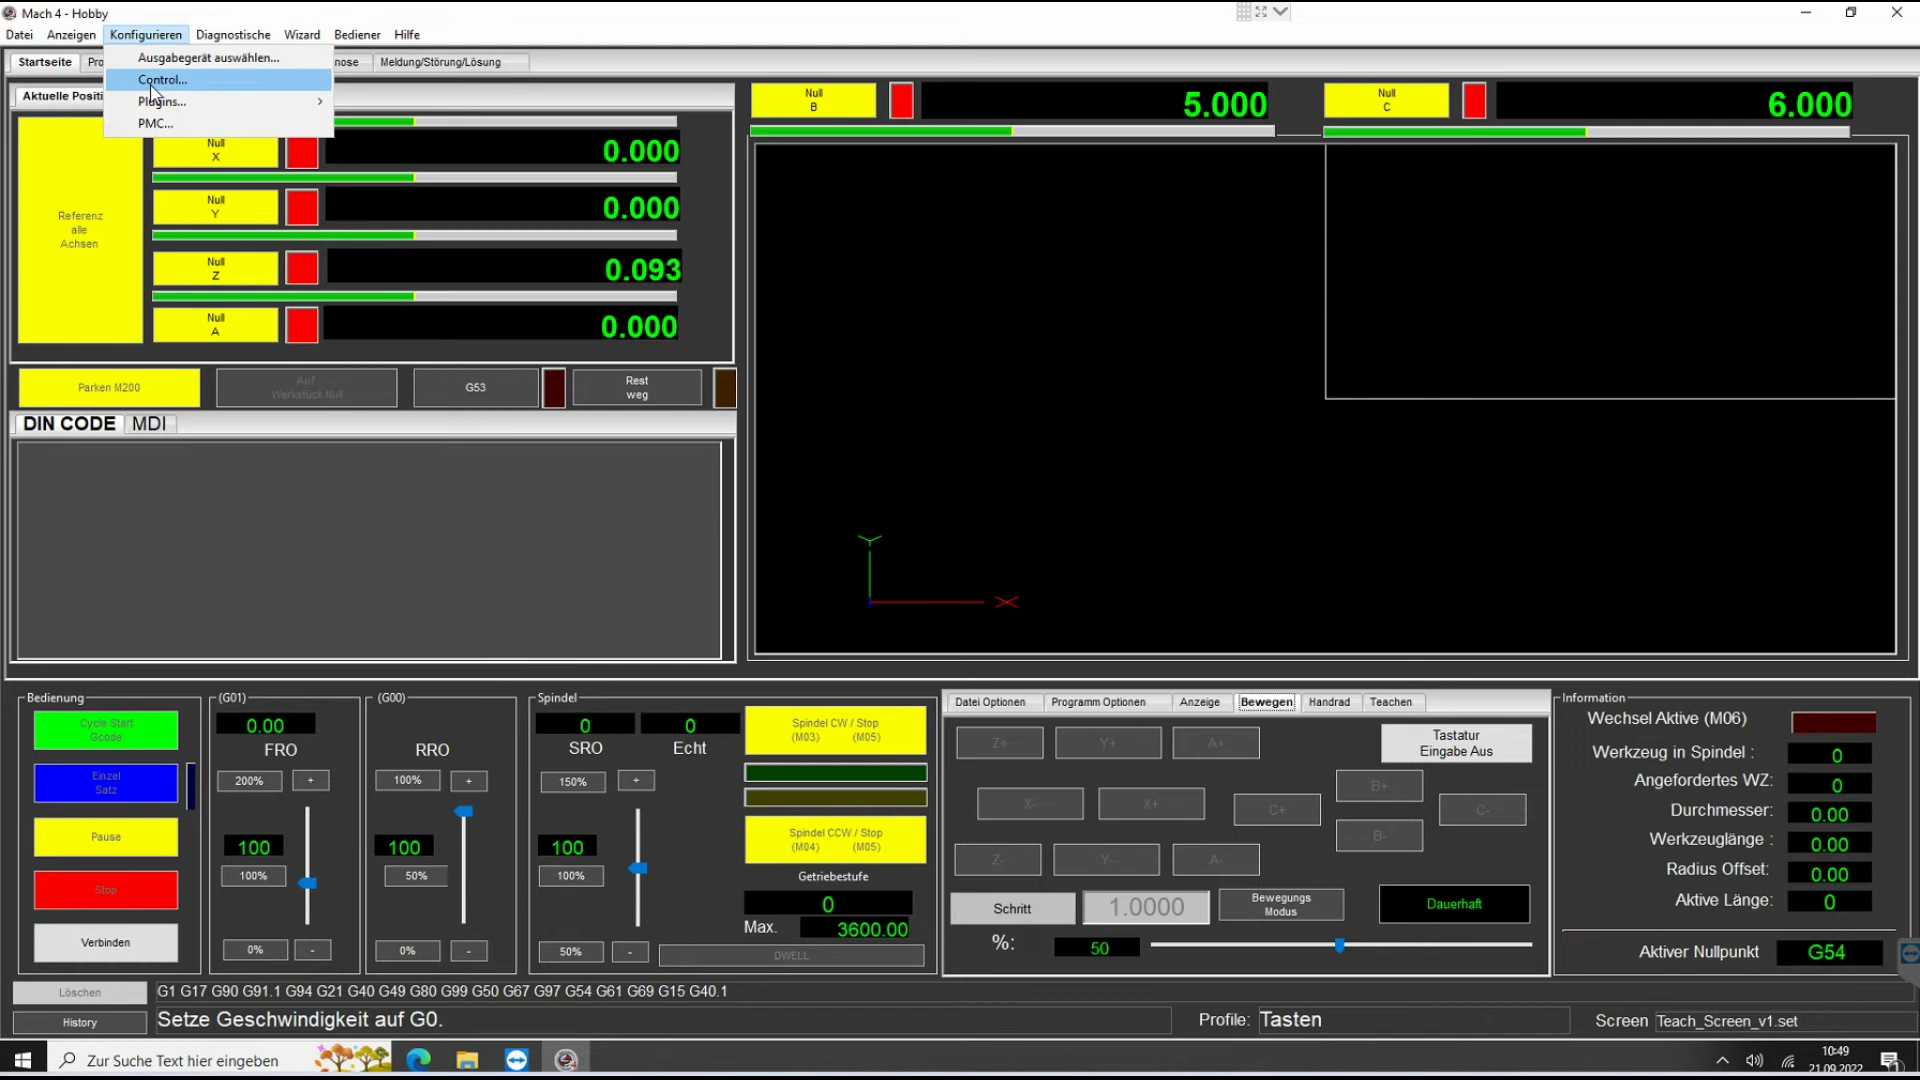 Mach 4 - Hobby
Datei Anzeigen Konfigurieren Diagnostische Wizard Bediener Hilfe
Ausgabegerät auswählen...
Control...
Plugins...
PMC...
Startseite Pro nose Meldung/Störung/Lösung
Aktuelle Positi
Referenz
alle
Achsen
Null
X
0.000
Null
Y
0.000
Null
Z
0.093
Null
A
0.000
Null
B
5.000
Null
C
6.000
Parken M200
Auf
Werkstück Null
G53
Rest
weg
DIN CODE MDI
Bedienung
Cycle Start
Gcode
Einzel
Satz
Pause
Stop
Verbinden
(G01)
0.00
FRO
200% +
100
100%
0% -
(G00)
RRO
100% +
100
50%
0% -
Spindel
0 0
SRO Echt
150% +
100
100%
50% -
Spindel CW / Stop
(M03) (M05)
Spindel CCW / Stop
(M04) (M05)
Getriebestufe
0
Max. 3600.00
DWELL
Datei Optionen Programm Optionen Anzeige Bewegen Handrad Teachen
Z+ Y+ A+
Tastatur
Eingabe Aus
X- X+ C+ B+ C-
B-
Z- Y- A-
Schritt 1.0000
Bewegungs
Modus
Dauerhaft
%: 50
Information
Wechsel Aktive (M06)
Werkzeug in Spindel : 0
Angefordertes WZ: 0
Durchmesser: 0.00
Werkzeuglänge : 0.00
Radius Offset: 0.00
Aktive Länge: 0
Aktiver Nullpunkt G54
Löschen G1 G17 G90 G91.1 G94 G21 G40 G49 G80 G99 G50 G67 G97 G54 G61 G69 G15 G40.1
History Setze Geschwindigkeit auf G0. Profile: Tasten Screen Teach_Screen_v1.set
Zur Suche Text hier eingeben
10:49
21.09.2022
1